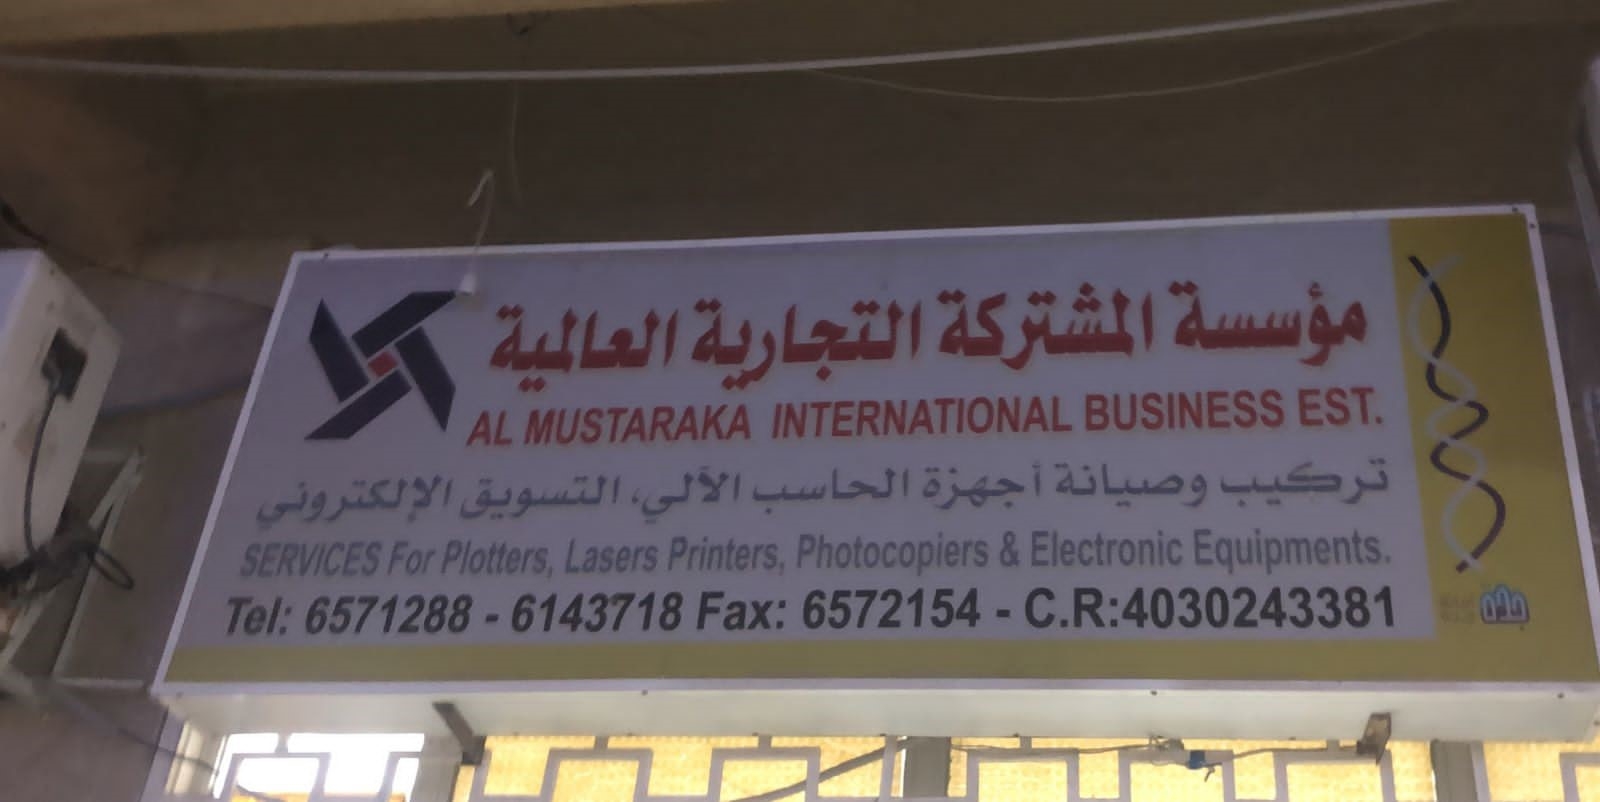 مؤسسة المشتركة التجارية العالمية
AL MUSTARAKA INTERNATIONAL BUSINESS EST.
تركيب وصيانة أجهزة الحاسب الآلي، التسويق الإلكتروني
SERVICES For Plotters, Lasers Printers, Photocopiers & Electronic Equipments.
Tel: 6571288 - 6143718 Fax: 6572154 - C.R:4030243381